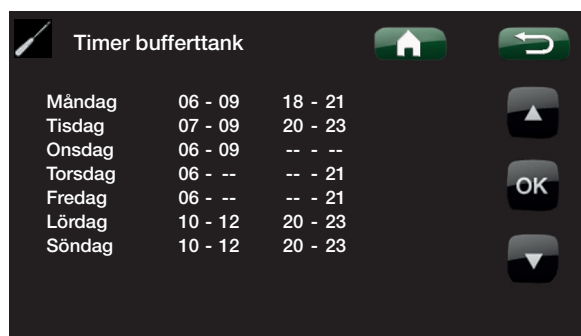 Timer bufferttank
Måndag 06 - 09 18 - 21
Tisdag 07 - 09 20 - 23
Onsdag 06 - 09 -- - --
Torsdag 06 - -- -- - 21
Fredag 06 - -- -- - 21
Lördag 10 - 12 20 - 23
Söndag 10 - 12 20 - 23
OK